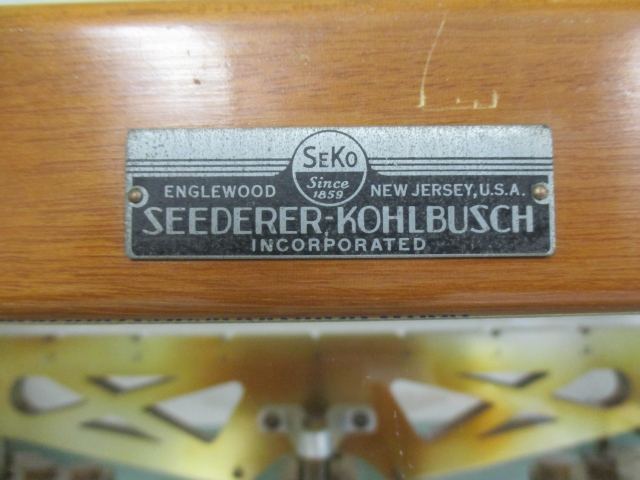 SEKO
Since
1859
ENGLEWOOD NEW JERSEY, U.S.A.
SEEDERER-KOHLBUSCH
INCORPORATED